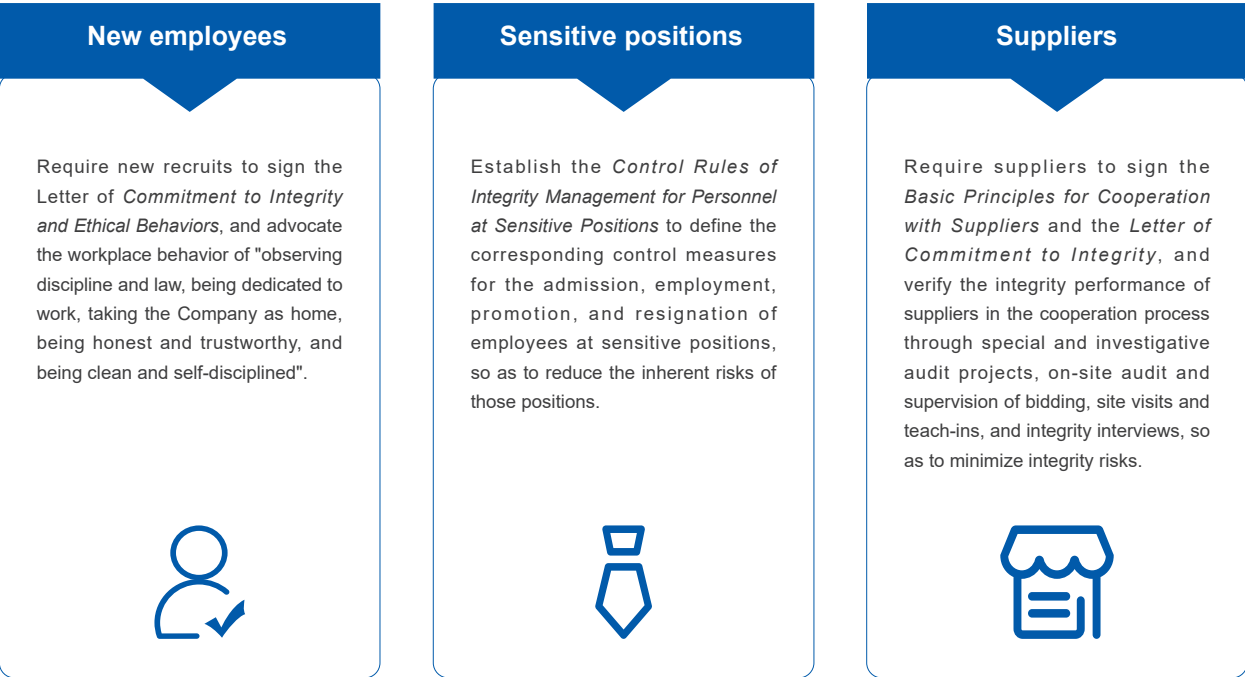 New employees
Require new recruits to sign the
Letter of Commitment to Integrity
and Ethical Behaviors, and advocate
the workplace behavior of "observing
discipline and law, being dedicated to
work, taking the Company as home,
being honest and trustworthy, and
being clean and self-disciplined".
Sensitive positions
Establish the Control Rules of
Integrity Management for Personnel
at Sensitive Positions to define the
corresponding control measures
for the admission, employment,
promotion, and resignation of
employees at sensitive positions,
so as to reduce the inherent risks of
those positions.
Suppliers
Require suppliers to sign the
Basic Principles for Cooperation
with Suppliers and the Letter of
Commitment to Integrity, and
verify the integrity performance of
suppliers in the cooperation process
through special and investigative
audit projects, on-site audit and
supervision of bidding, site visits and
teach-ins, and integrity interviews, so
as to minimize integrity risks.